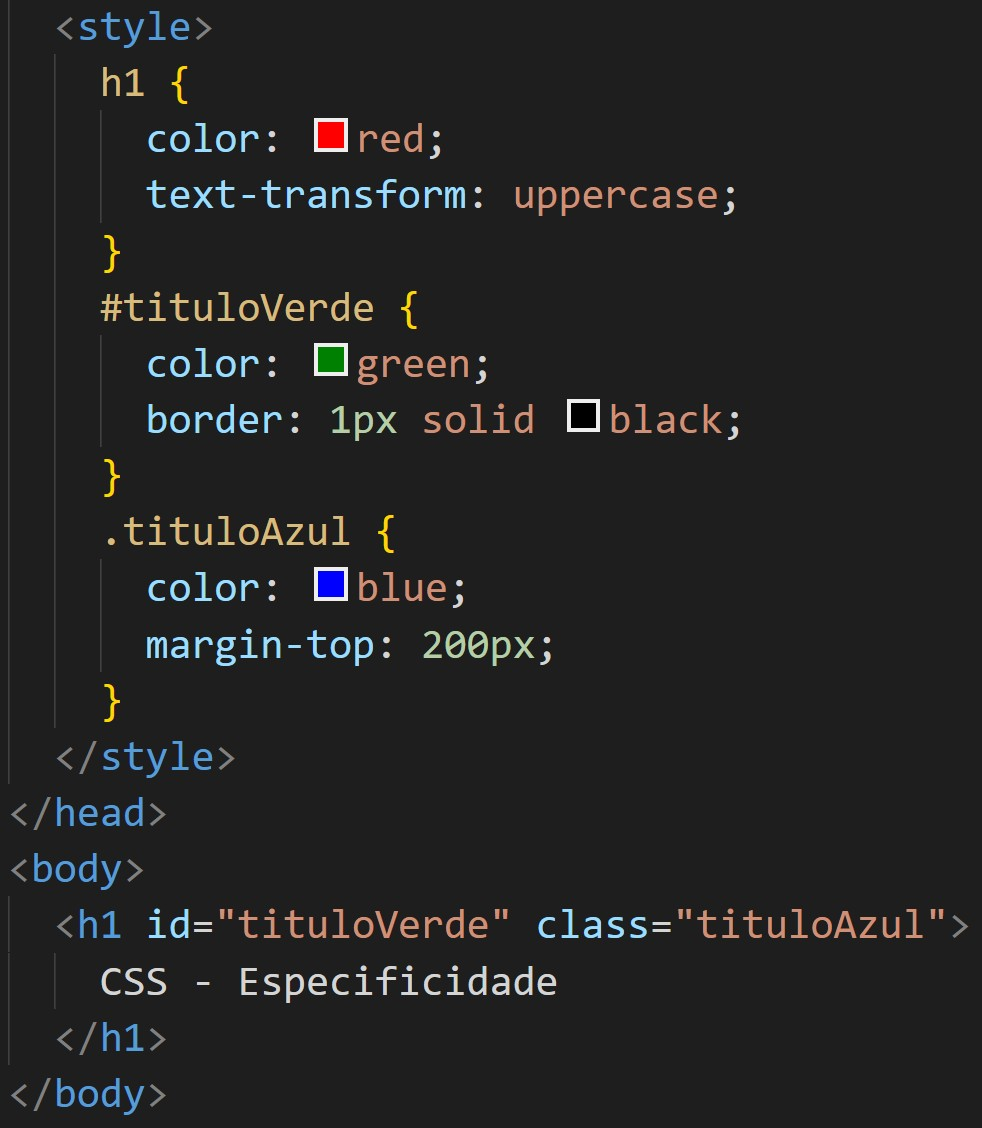 <style>
h1 {
color: red;
text-transform: uppercase;
}
#tituloVerde {
color: green;
border: 1px solid black;
}
.tituloAzul {
color: blue;
margin-top: 200px;
}
</style>
</head>
<body>
<h1 id="tituloVerde" class="tituloAzul">
CSS - Especificidade
</h1>
</body>